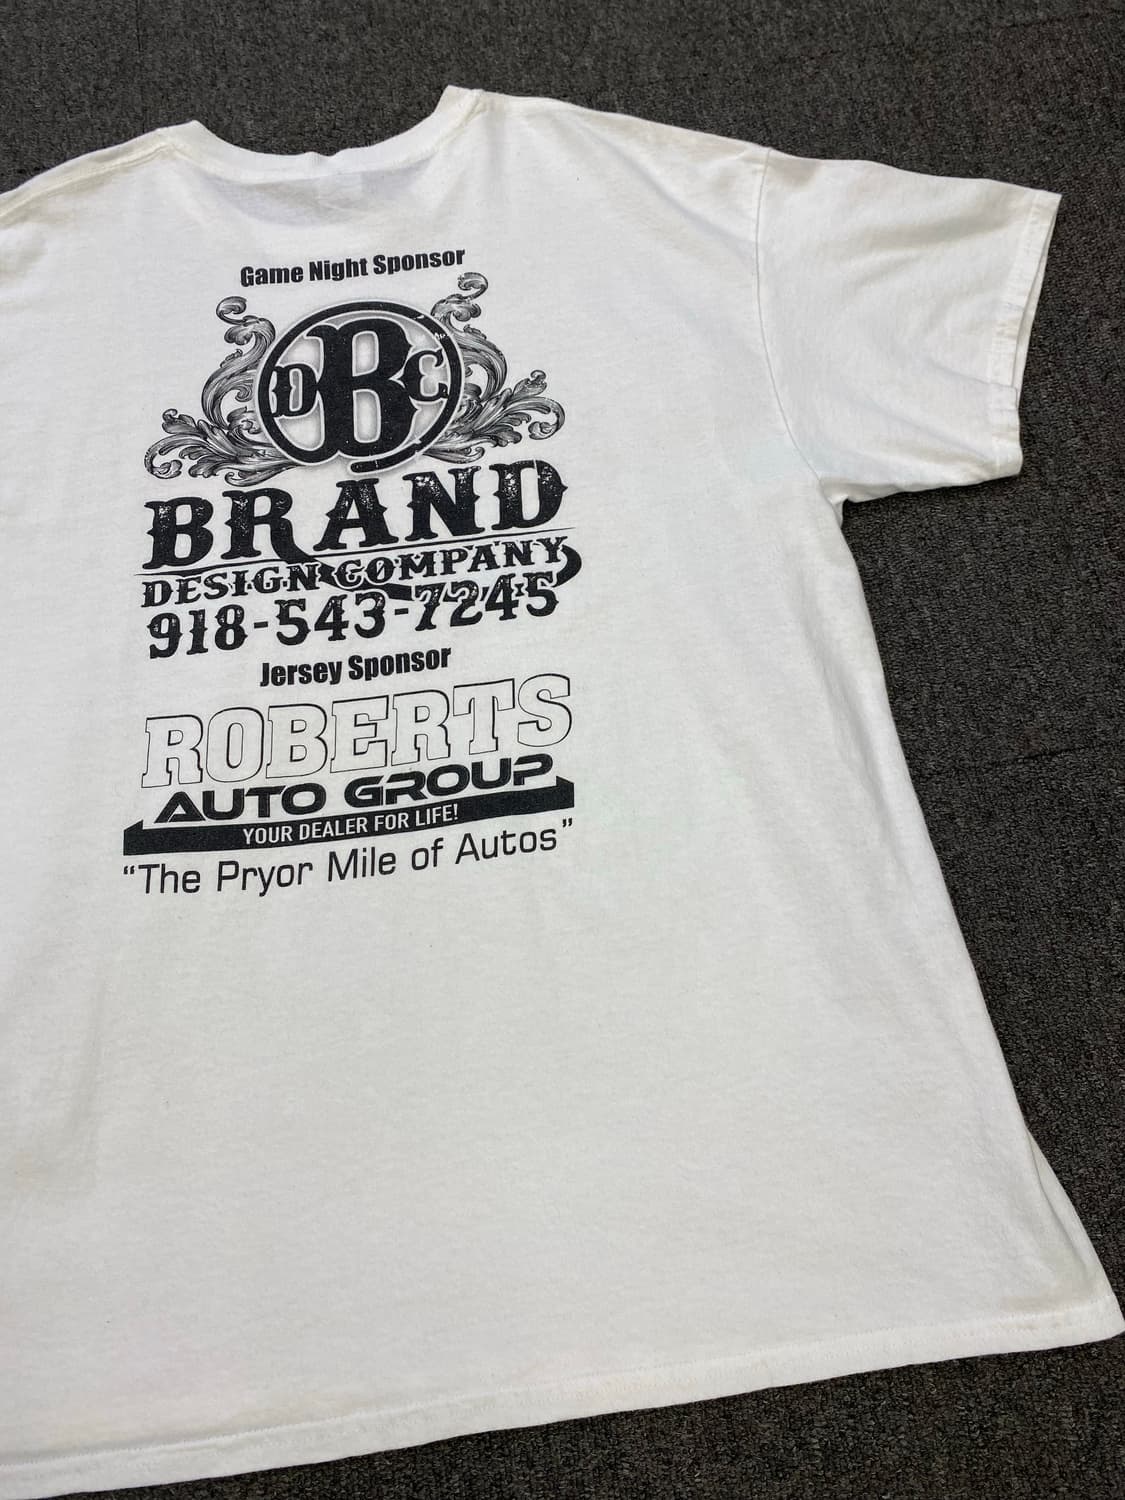 Game Night Sponsor
DBC
BRAND
DESIGN COMPANY
918-543-7245
Jersey Sponsor
ROBERTS
AUTO GROUP
YOUR DEALER FOR LIFE!
“The Pryor Mile of Autos”